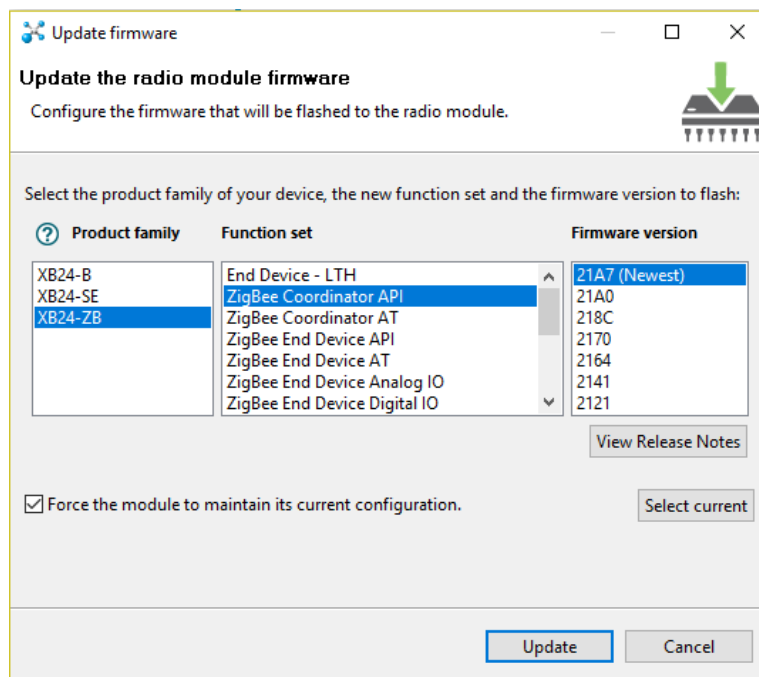 Update firmware
Update the radio module firmware
Configure the firmware that will be flashed to the radio module.
Select the product family of your device, the new function set and the firmware version to flash:
? Product family Function set Firmware version
XB24-B End Device - LTH 21A7 (Newest)
XB24-SE ZigBee Coordinator API 21A0
XB24-ZB ZigBee Coordinator AT 218C
ZigBee End Device API 2170
ZigBee End Device AT 2164
ZigBee End Device Analog IO 2141
ZigBee End Device Digital IO 2121
View Release Notes
Force the module to maintain its current configuration. Select current
Update Cancel